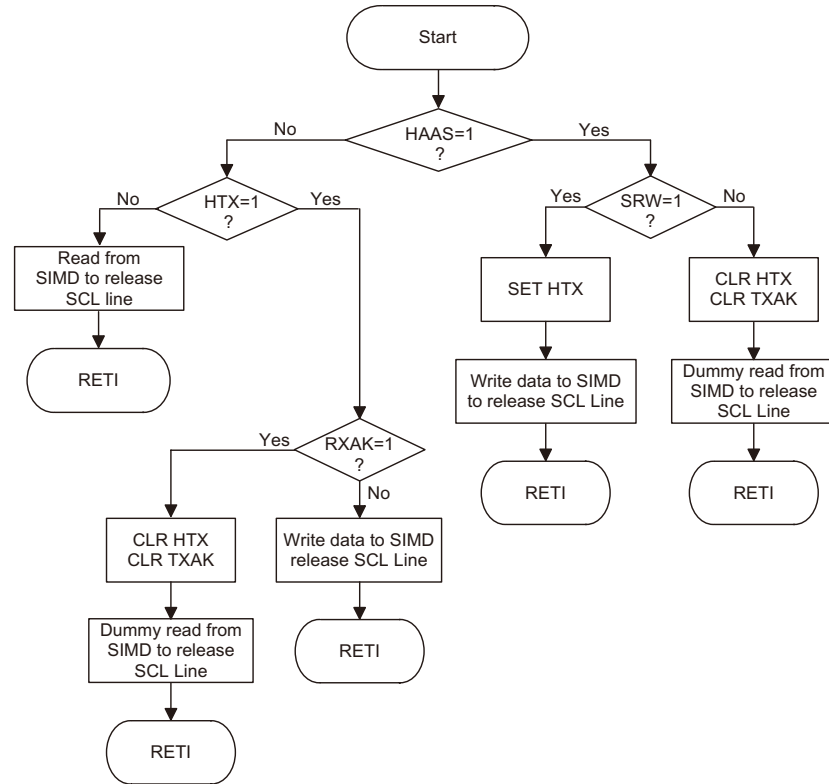 Start
HAAS=1
?
No
Yes
HTX=1
?
No
Yes
SRW=1
?
Yes
No
Read from
SIMD to release
SCL line
RETI
SET HTX
CLR HTX
CLR TXAK
Write data to SIMD
to release SCL Line
Dummy read from
SIMD to release
SCL Line
RETI
RETI
RXAK=1
?
Yes
No
CLR HTX
CLR TXAK
Write data to SIMD
release SCL Line
Dummy read from
SIMD to release
SCL Line
RETI
RETI